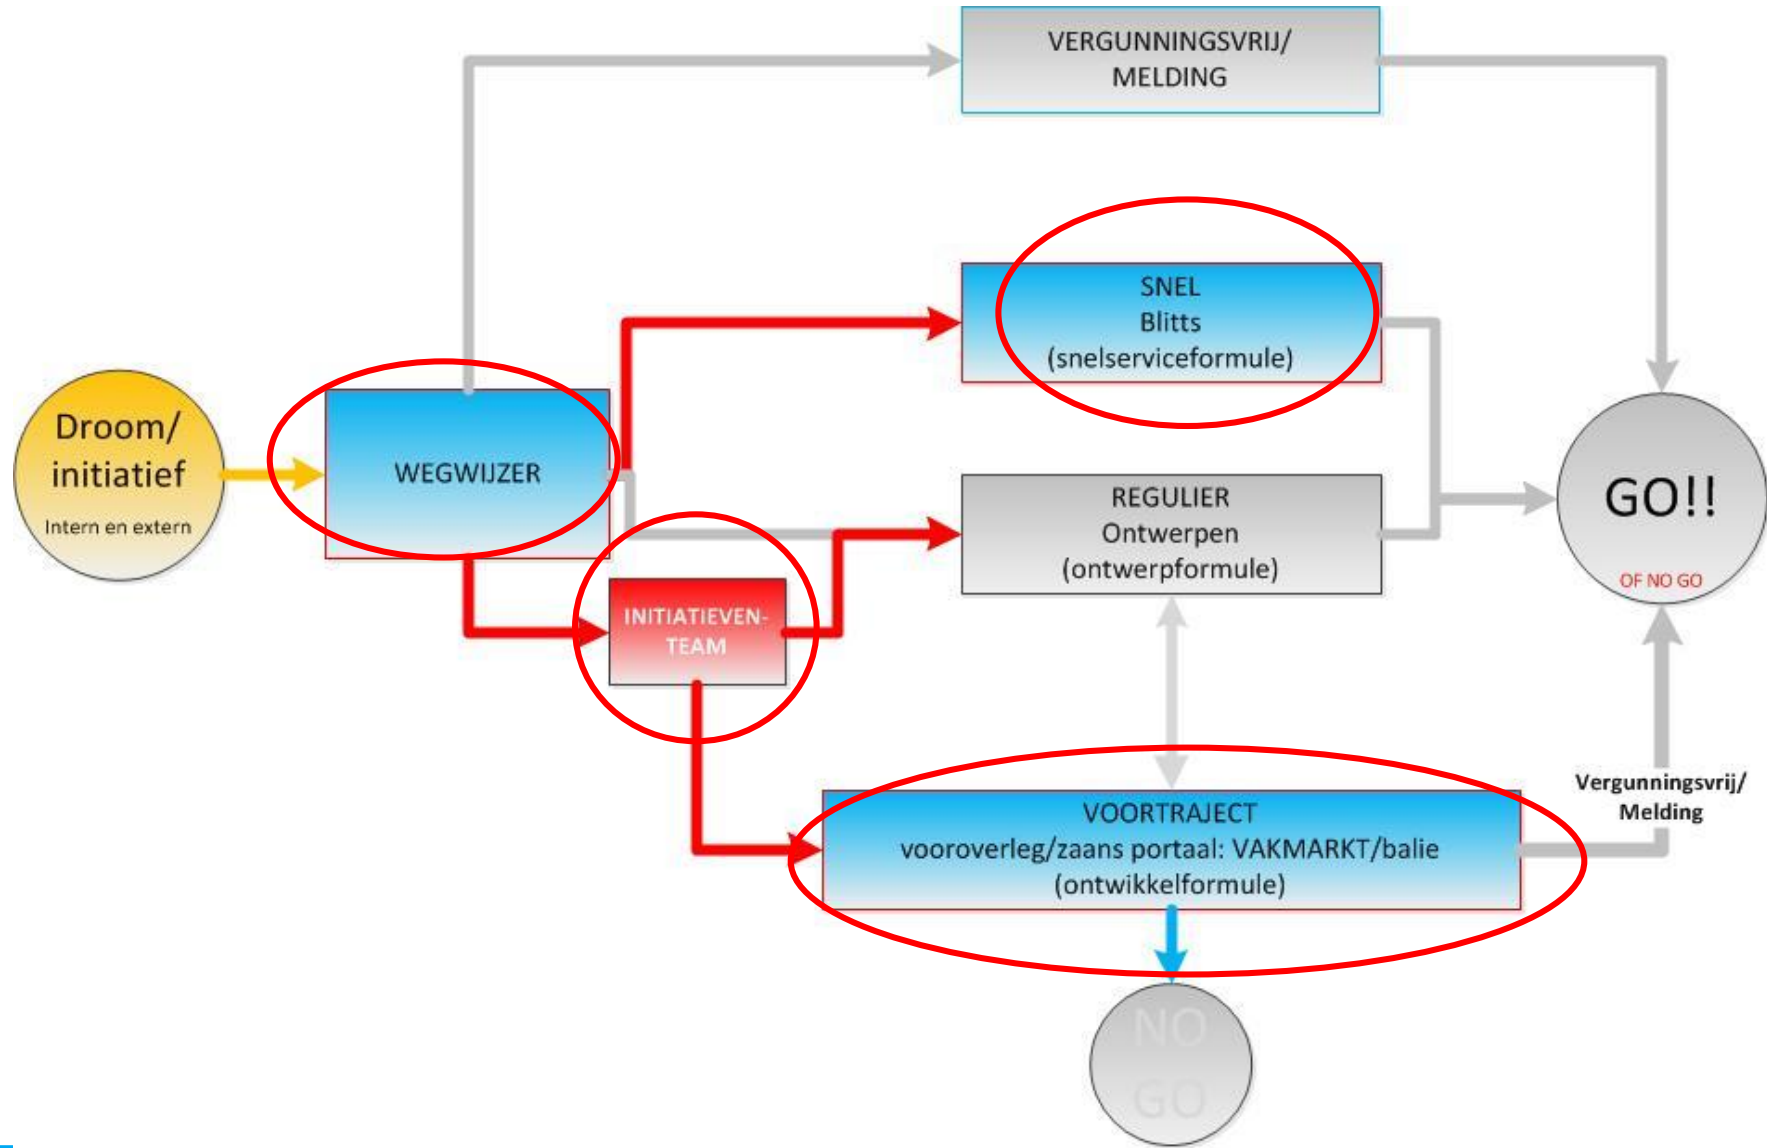 VERGUNNINGSVRIJ/
MELDING
SNEL
Blitts
(snelserviceformule)
Droom/
initiatief
Intern en extern
WEGWIJZER
REGULIER
Ontwerpen
(ontwerpformule)
GO!!
OF NO GO
INITIATIEVEN-
TEAM
Vergunningsvrij/
Melding
VOORTRAJECT
vooroverleg/zaans portaal: VAKMARKT/balie
(ontwikkelformule)
NO
GO